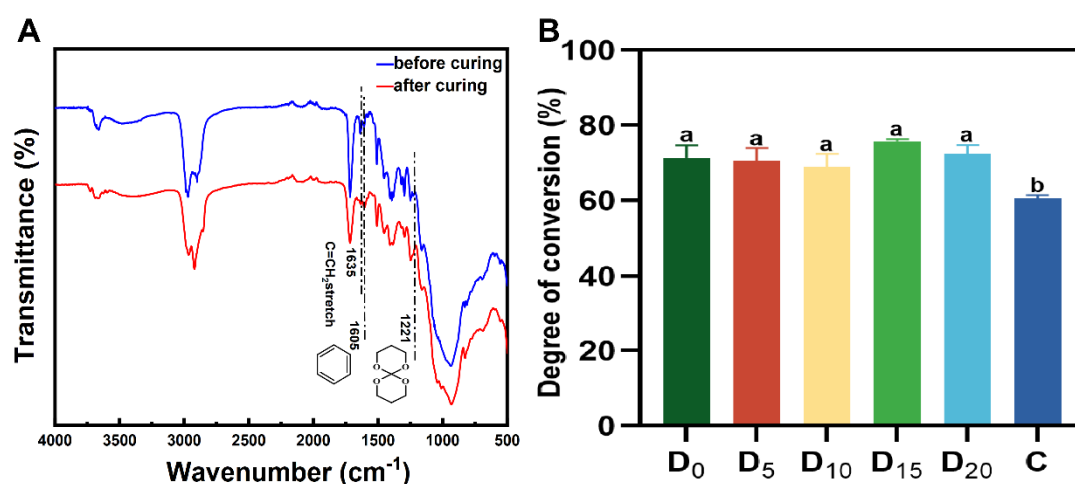 A
before curing
after curing
Transmittance (%)
1635
C=CH₂stretch
1605
1221
O O
O O
4000 3500 3000 2500 2000 1500 1000 500
Wavenumber (cm⁻¹)
B
Degree of conversion (%)
100
80
60
40
20
0
a a a a a b
D₀ D₅ D₁₀ D₁₅ D₂₀ C